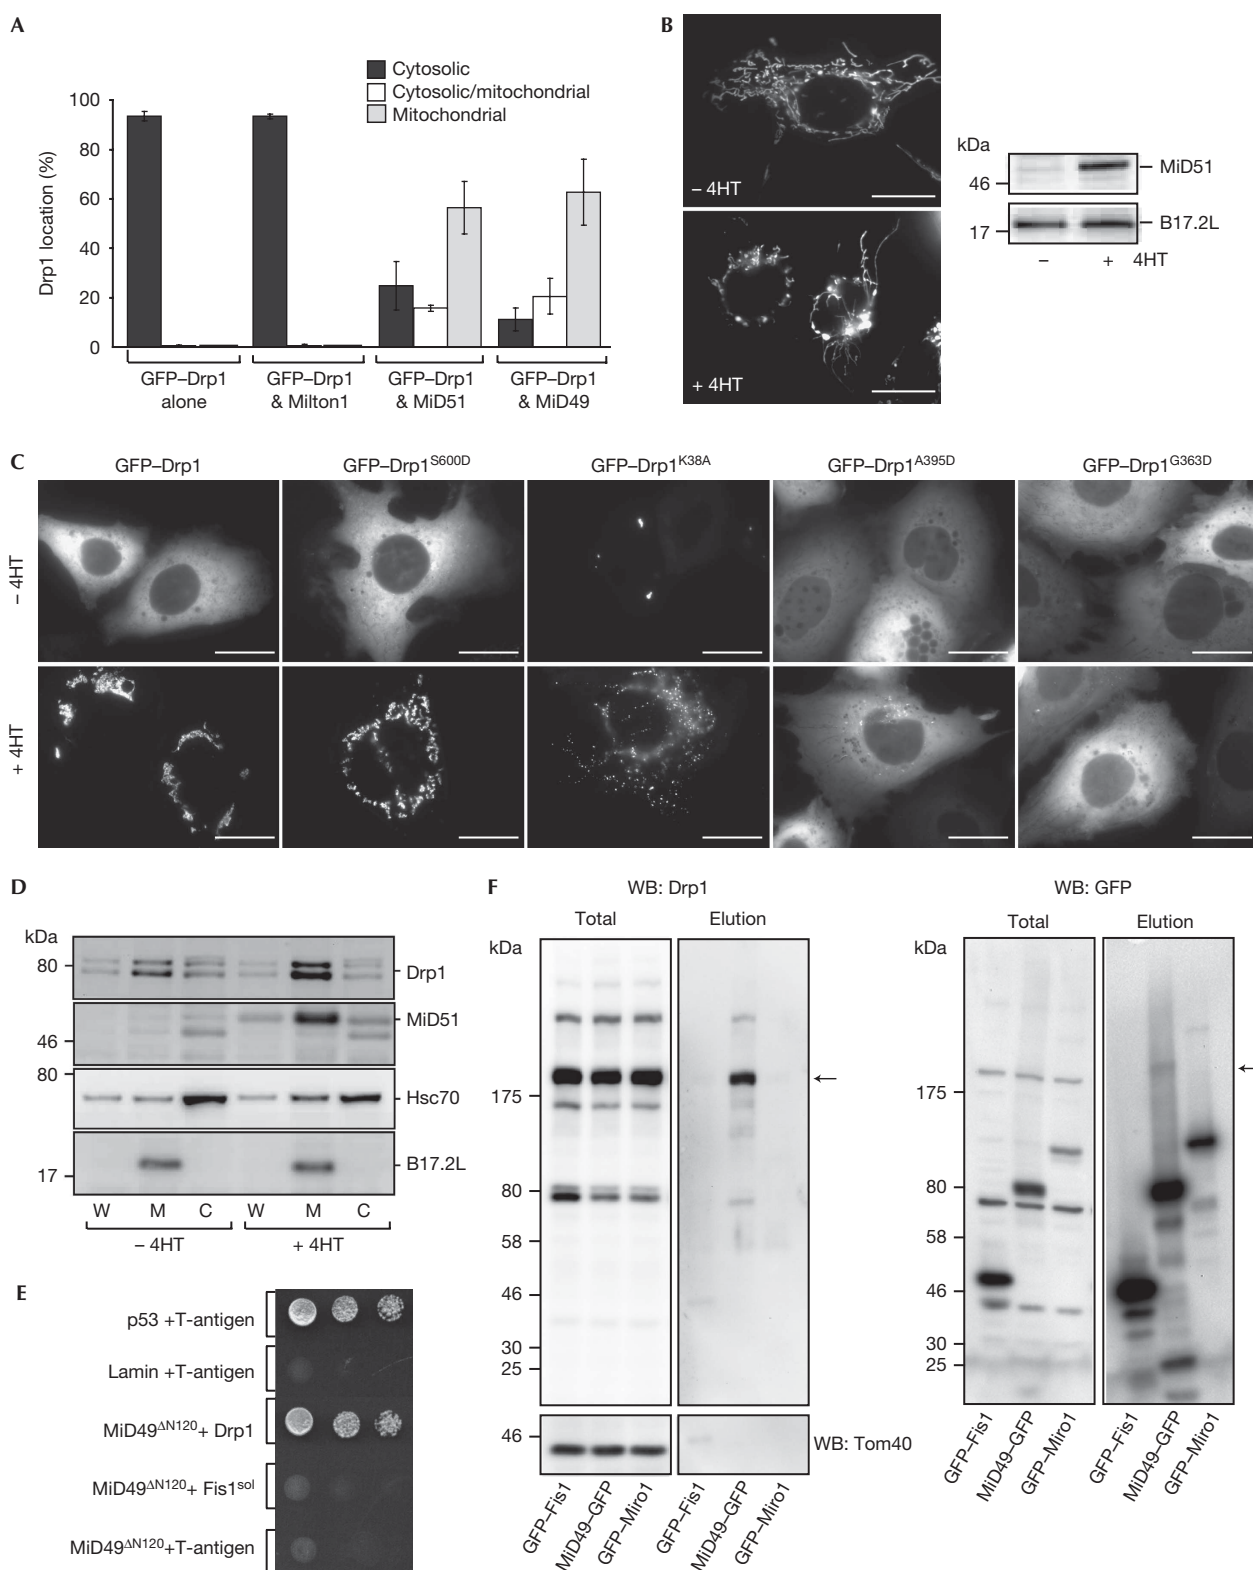 A
Cytosolic
Cytosolic/mitochondrial
Mitochondrial
Drp1 location (%)
100
80
60
40
20
0
GFP–Drp1 alone
GFP–Drp1 & Milton1
GFP–Drp1 & MiD51
GFP–Drp1 & MiD49
B
– 4HT
+ 4HT
kDa
46
17
MiD51
B17.2L
– + 4HT
C
GFP–Drp1
GFP–Drp1S600D
GFP–Drp1K38A
GFP–Drp1A395D
GFP–Drp1G363D
– 4HT
+ 4HT
D
kDa
80
46
80
17
Drp1
MiD51
Hsc70
B17.2L
W M C W M C
– 4HT + 4HT
E
p53 +T-antigen
Lamin +T-antigen
MiD49ΔN120+ Drp1
MiD49ΔN120+ Fis1sol
MiD49ΔN120+T-antigen
F
WB: Drp1
Total Elution
kDa
175
80
58
46
30
25
46
WB: Tom40
GFP–Fis1
MiD49–GFP
GFP–Miro1
GFP–Fis1
MiD49–GFP
GFP–Miro1
WB: GFP
Total Elution
kDa
175
80
58
46
30
25
GFP–Fis1
MiD49–GFP
GFP–Miro1
GFP–Fis1
MiD49–GFP
GFP–Miro1